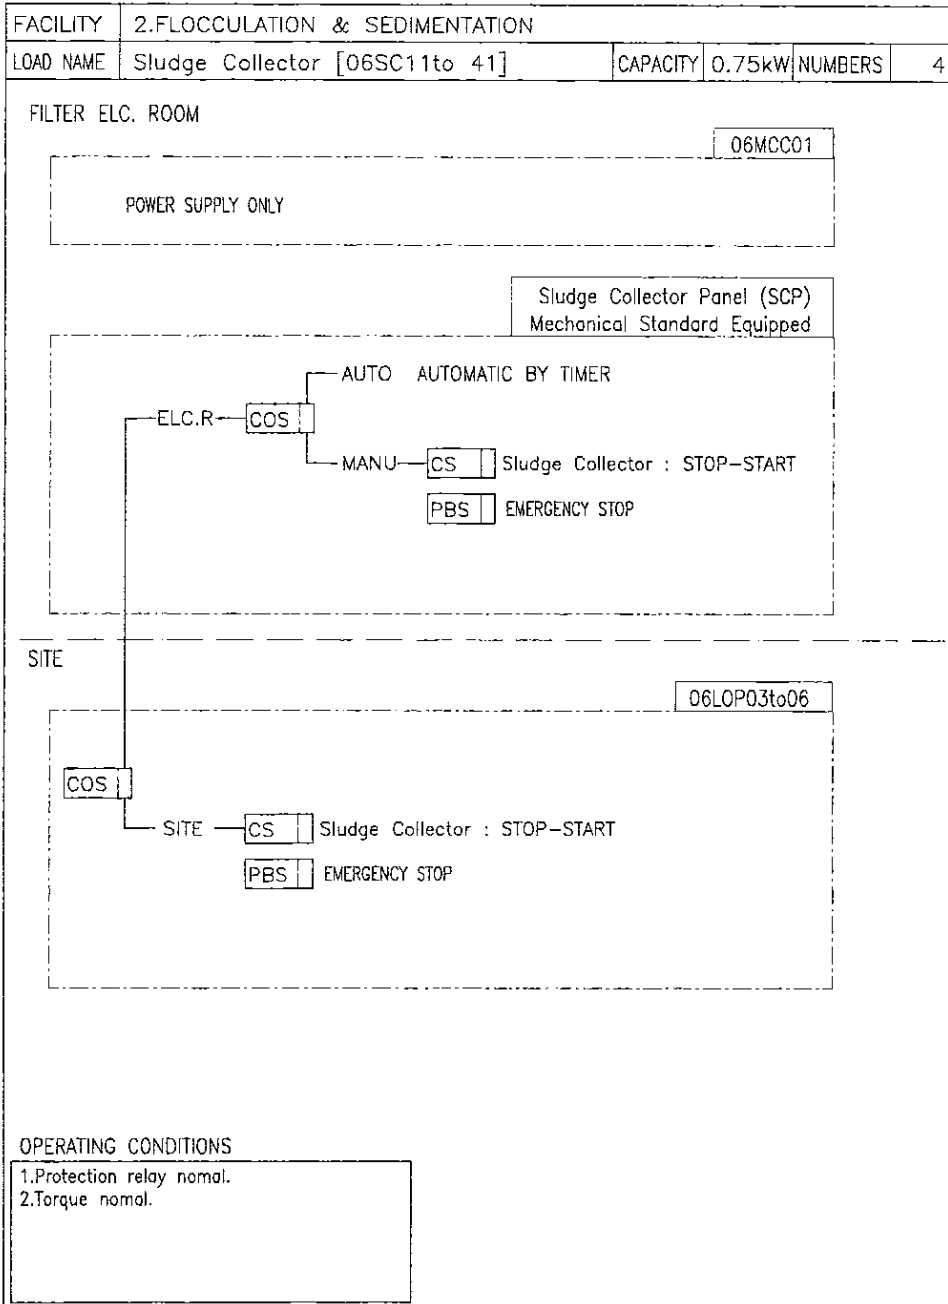 FACILITY 2.FLOCCULATION & SEDIMENTATION
LOAD NAME Sludge Collector [06SC11to 41] CAPACITY 0.75kW NUMBERS 4
FILTER ELC. ROOM
06MCC01
POWER SUPPLY ONLY
Sludge Collector Panel (SCP)
Mechanical Standard Equipped
AUTO AUTOMATIC BY TIMER
ELC.R COS
MANU CS Sludge Collector : STOP-START
PBS EMERGENCY STOP
SITE
06LOP03to06
COS
SITE CS Sludge Collector : STOP-START
PBS EMERGENCY STOP
OPERATING CONDITIONS
1.Protection relay nomal.
2.Torque nomal.